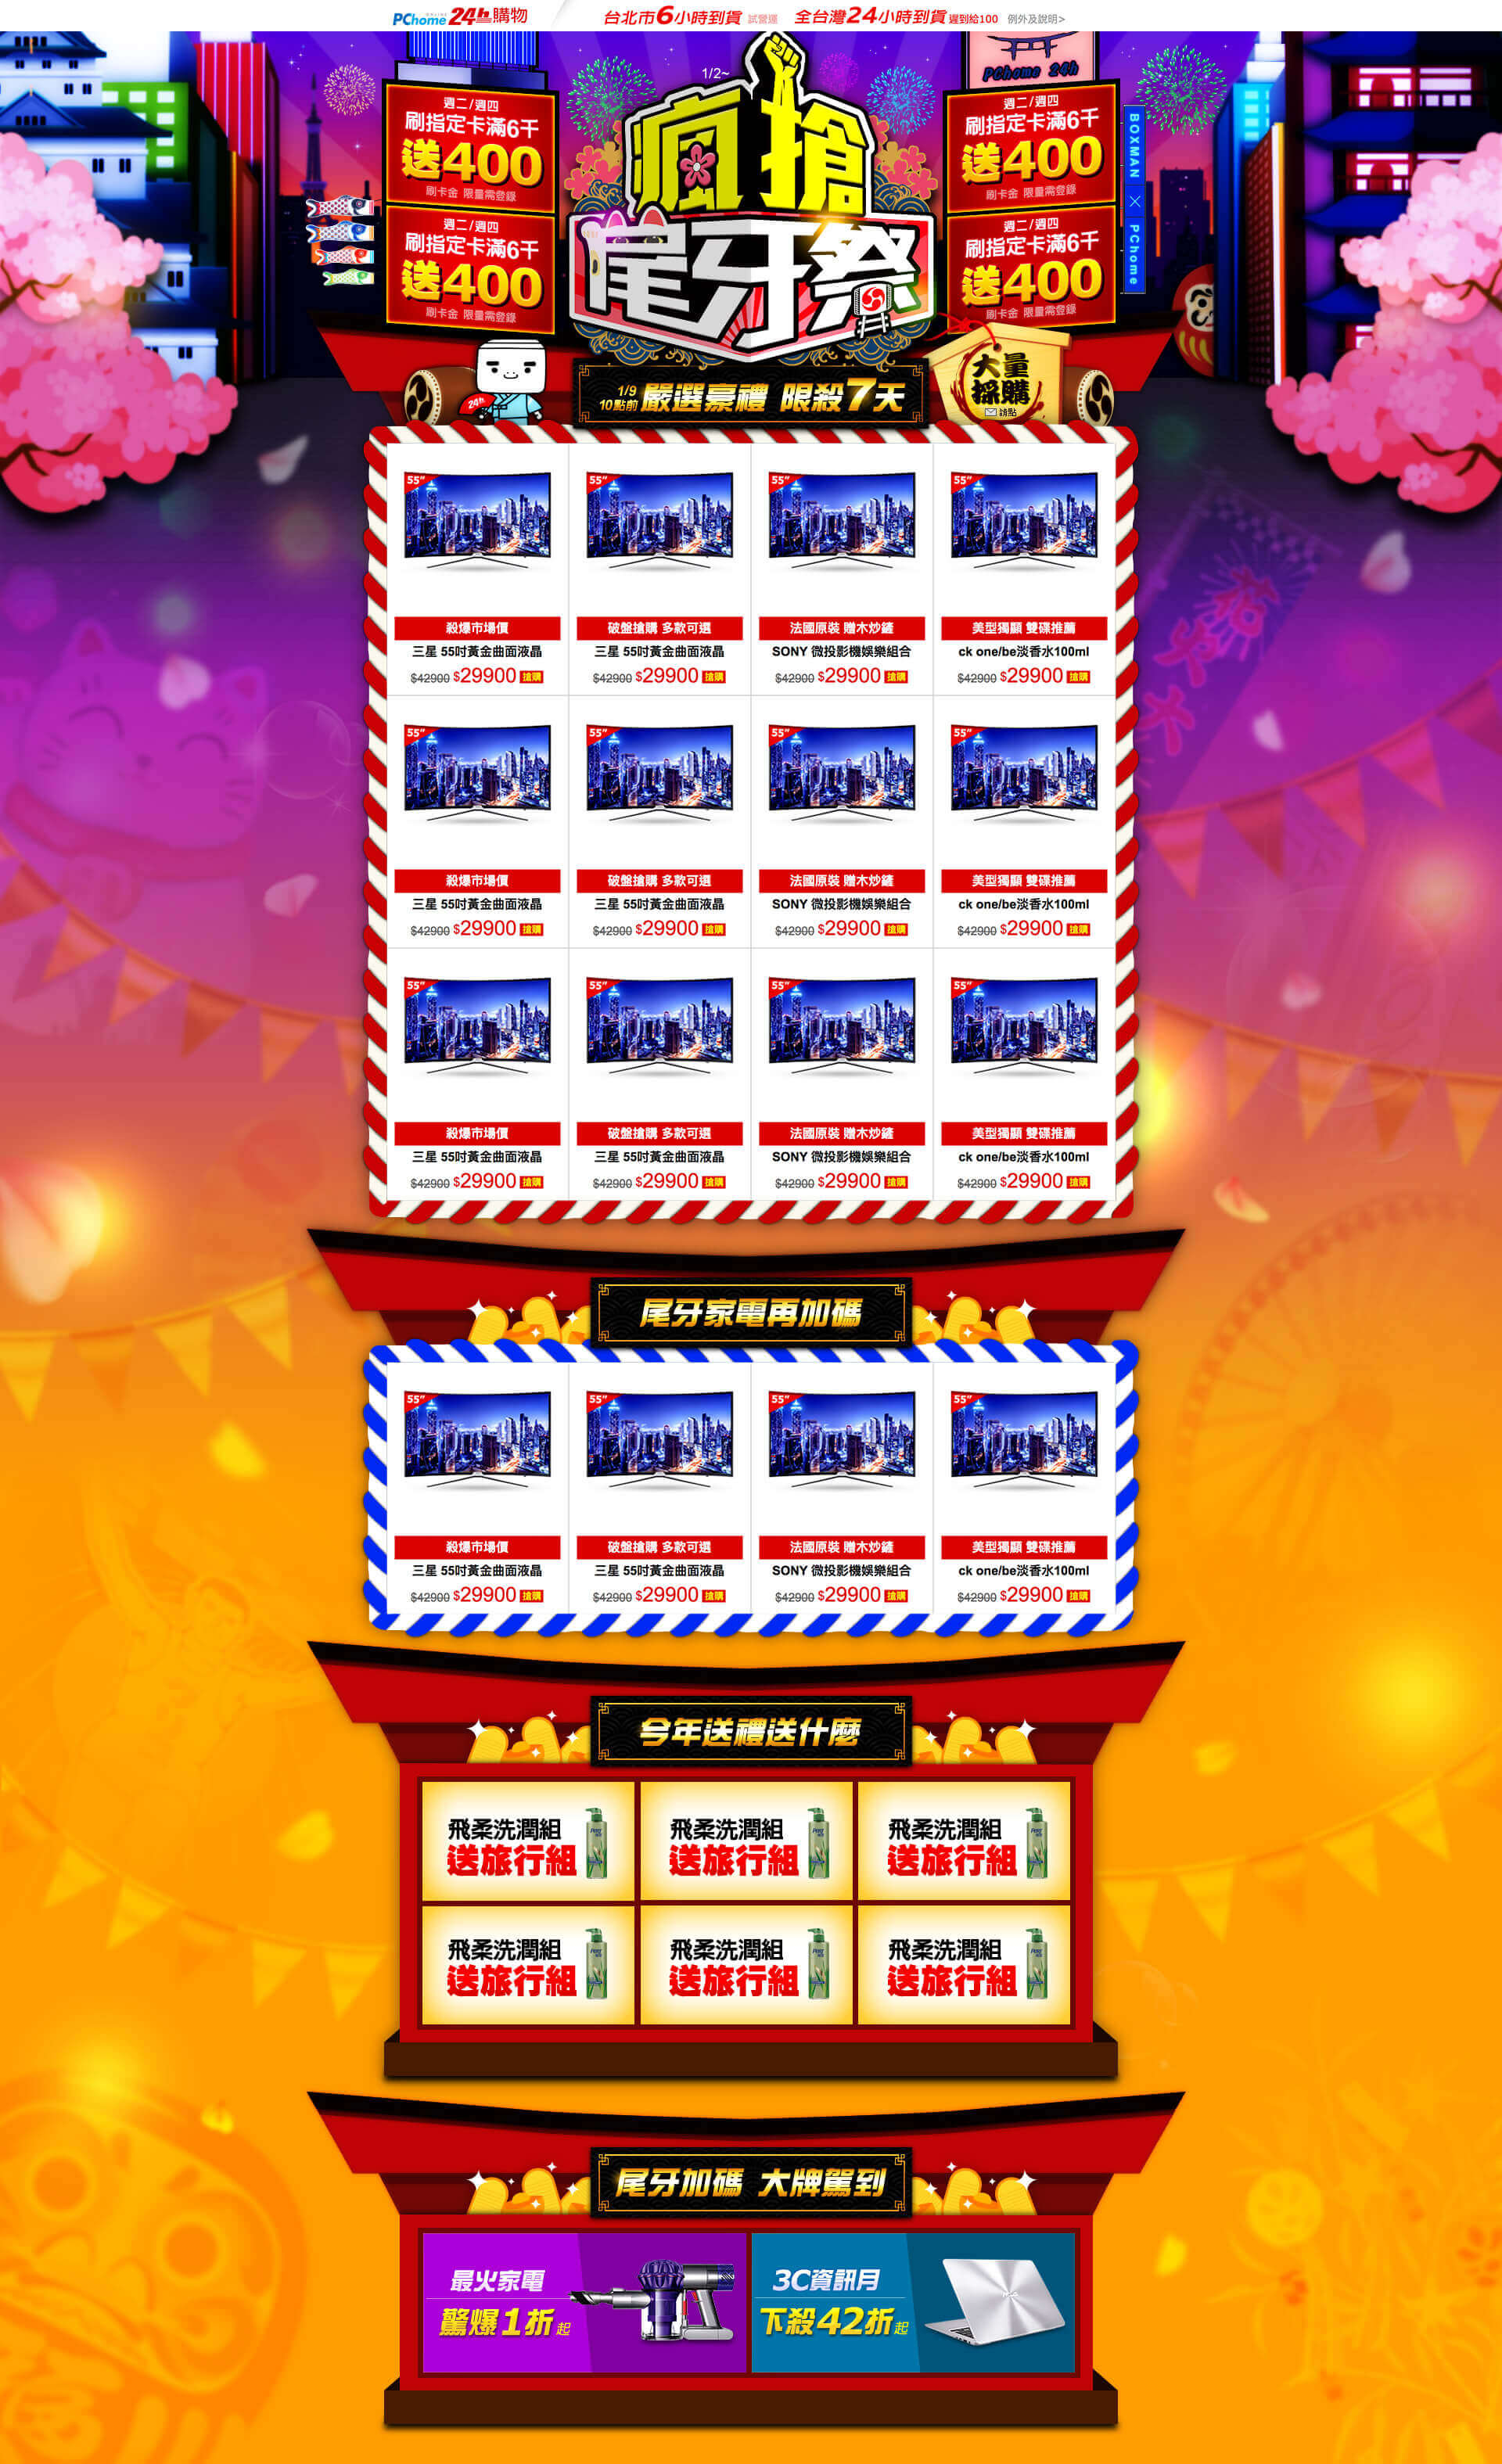 PChome ONLINE 24h購物
台北市6小時到貨 試營運 全台灣24小時到貨 遲到給100 例外及說明>
1/2~
瘋搶
尾牙祭
週二/週四
刷指定卡滿6千
送400
刷卡金 限量需登錄
週二/週四
刷指定卡滿6千
送400
刷卡金 限量需登錄
PChome 24h
週二/週四
刷指定卡滿6千
送400
刷卡金 限量需登錄
週二/週四
刷指定卡滿6千
送400
刷卡金 限量需登錄
BOXMAN X PChome
24h
1/9
10點前 嚴選豪禮 限殺7天
大量
採購
請點
花火大
55" 55" 55" 55"
殺爆市場價 破盤搶購 多款可選 法國原裝 贈木炒鏟 美型獨顯 雙碟推薦
三星 55吋黃金曲面液晶 三星 55吋黃金曲面液晶 SONY 微投影機娛樂組合 ck one/be淡香水100ml
$42900 $29900 搶購 $42900 $29900 搶購 $42900 $29900 搶購 $42900 $29900 搶購
55" 55" 55" 55"
殺爆市場價 破盤搶購 多款可選 法國原裝 贈木炒鏟 美型獨顯 雙碟推薦
三星 55吋黃金曲面液晶 三星 55吋黃金曲面液晶 SONY 微投影機娛樂組合 ck one/be淡香水100ml
$42900 $29900 搶購 $42900 $29900 搶購 $42900 $29900 搶購 $42900 $29900 搶購
55" 55" 55" 55"
殺爆市場價 破盤搶購 多款可選 法國原裝 贈木炒鏟 美型獨顯 雙碟推薦
三星 55吋黃金曲面液晶 三星 55吋黃金曲面液晶 SONY 微投影機娛樂組合 ck one/be淡香水100ml
$42900 $29900 搶購 $42900 $29900 搶購 $42900 $29900 搶購 $42900 $29900 搶購
尾牙家電再加碼
55" 55" 55" 55"
殺爆市場價 破盤搶購 多款可選 法國原裝 贈木炒鏟 美型獨顯 雙碟推薦
三星 55吋黃金曲面液晶 三星 55吋黃金曲面液晶 SONY 微投影機娛樂組合 ck one/be淡香水100ml
$42900 $29900 搶購 $42900 $29900 搶購 $42900 $29900 搶購 $42900 $29900 搶購
今年送禮送什麼
飛柔洗潤組 飛柔洗潤組 飛柔洗潤組
送旅行組 送旅行組 送旅行組
飛柔洗潤組 飛柔洗潤組 飛柔洗潤組
送旅行組 送旅行組 送旅行組
尾牙加碼 大牌駕到
最火家電 3C資訊月
驚爆1折起 下殺42折起